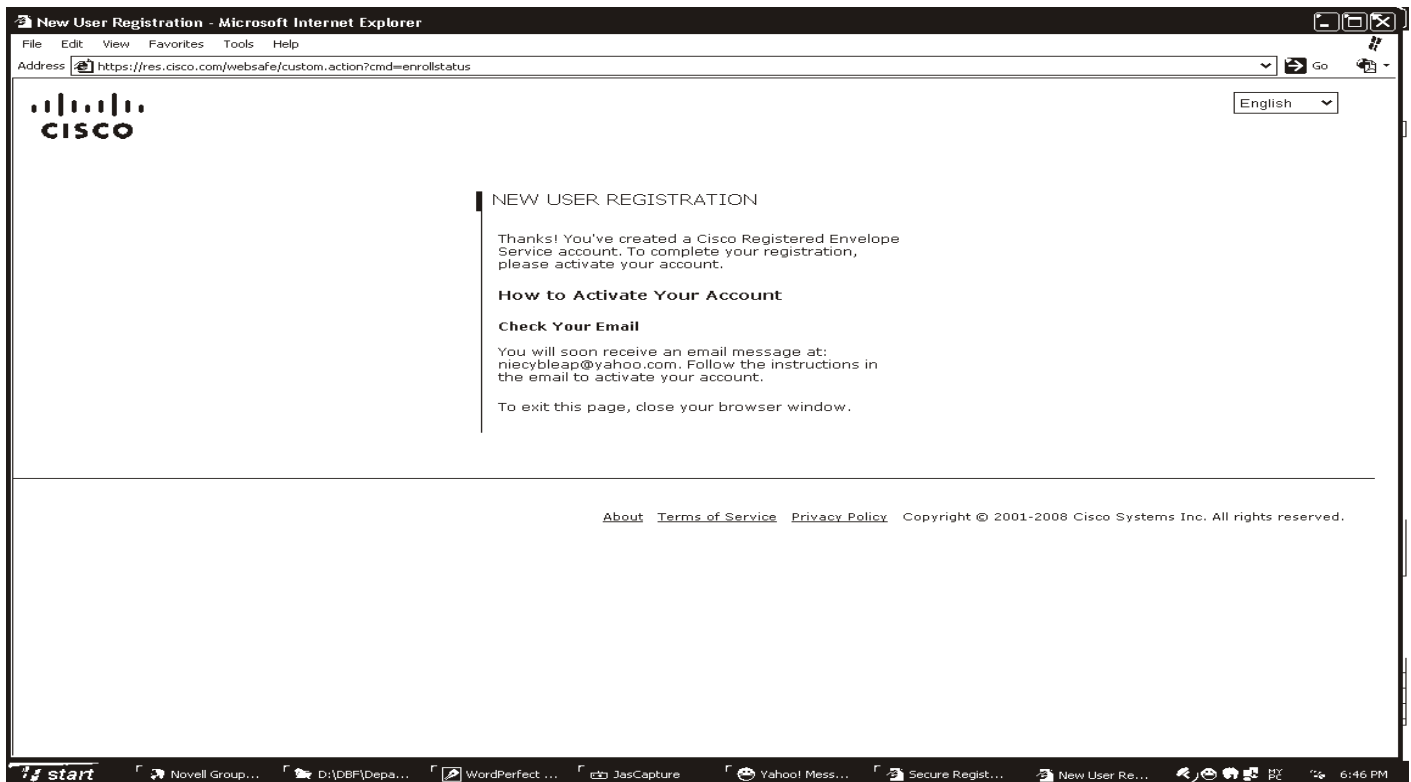 New User Registration - Microsoft Internet Explorer
File Edit View Favorites Tools Help
Address https://res.cisco.com/websafe/custom.action?cmd=enrollstatus Go
CISCO
English
NEW USER REGISTRATION
Thanks! You've created a Cisco Registered Envelope
Service account. To complete your registration,
please activate your account.
How to Activate Your Account
Check Your Email
You will soon receive an email message at:
niecybleap@yahoo.com. Follow the instructions in
the email to activate your account.
To exit this page, close your browser window.
About Terms of Service Privacy Policy Copyright © 2001-2008 Cisco Systems Inc. All rights reserved.
start Novell Group... D:\DBF\Depa... WordPerfect ... JasCapture Yahoo! Mess... Secure Regist... New User Re... MY PC 6:46 PM